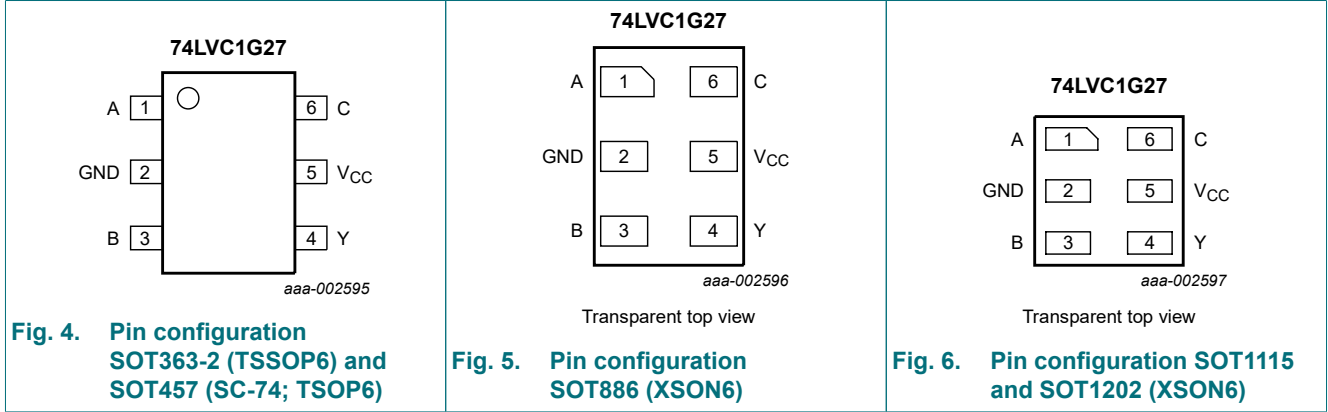 74LVC1G27
A 1 6 C
GND 2 5 VCC
B 3 4 Y
aaa-002595
Fig. 4. Pin configuration
SOT363-2 (TSSOP6) and
SOT457 (SC-74; TSOP6)
74LVC1G27
A 1 6 C
GND 2 5 VCC
B 3 4 Y
aaa-002596
Transparent top view
Fig. 5. Pin configuration
SOT886 (XSON6)
74LVC1G27
A 1 6 C
GND 2 5 VCC
B 3 4 Y
aaa-002597
Transparent top view
Fig. 6. Pin configuration SOT1115
and SOT1202 (XSON6)